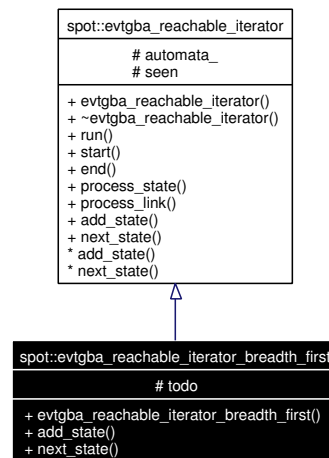 spot::evtgba_reachable_iterator
# automata_
# seen
+ evtgba_reachable_iterator()
+ ~evtgba_reachable_iterator()
+ run()
+ start()
+ end()
+ process_state()
+ process_link()
+ add_state()
+ next_state()
* add_state()
* next_state()
spot::evtgba_reachable_iterator_breadth_first
# todo
+ evtgba_reachable_iterator_breadth_first()
+ add_state()
+ next_state()